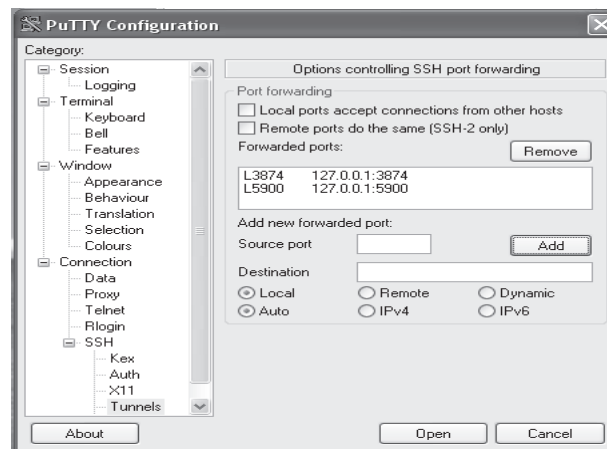 PuTTY Configuration
Category:
Session
Logging
Terminal
Keyboard
Bell
Features
Window
Appearance
Behaviour
Translation
Selection
Colours
Connection
Data
Proxy
Telnet
Rlogin
SSH
Kex
Auth
X11
Tunnels
Options controlling SSH port forwarding
Port forwarding
Local ports accept connections from other hosts
Remote ports do the same (SSH-2 only)
Forwarded ports:
Remove
L3874 127.0.0.1:3874
L5900 127.0.0.1:5900
Add new forwarded port:
Source port
Add
Destination
Local Remote Dynamic
Auto IPv4 IPv6
About Open Cancel